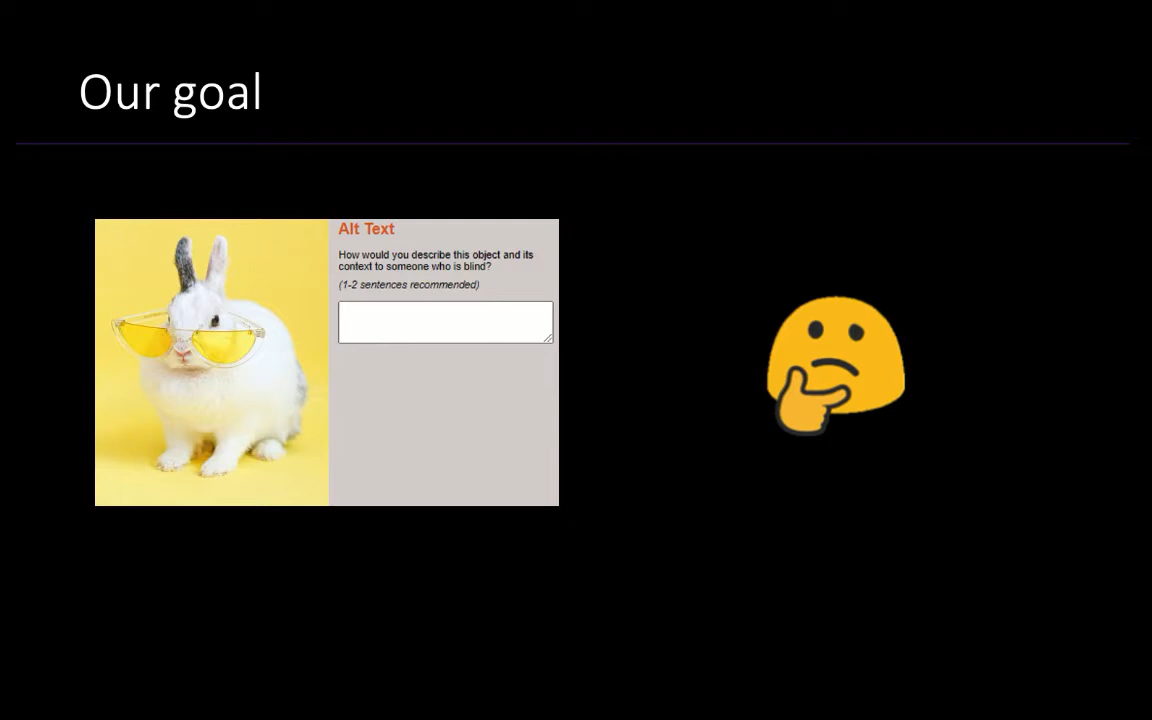 Our goal
Alt Text
How would you describe this object and its
context to someone who is blind?
(1-2 sentences recommended)